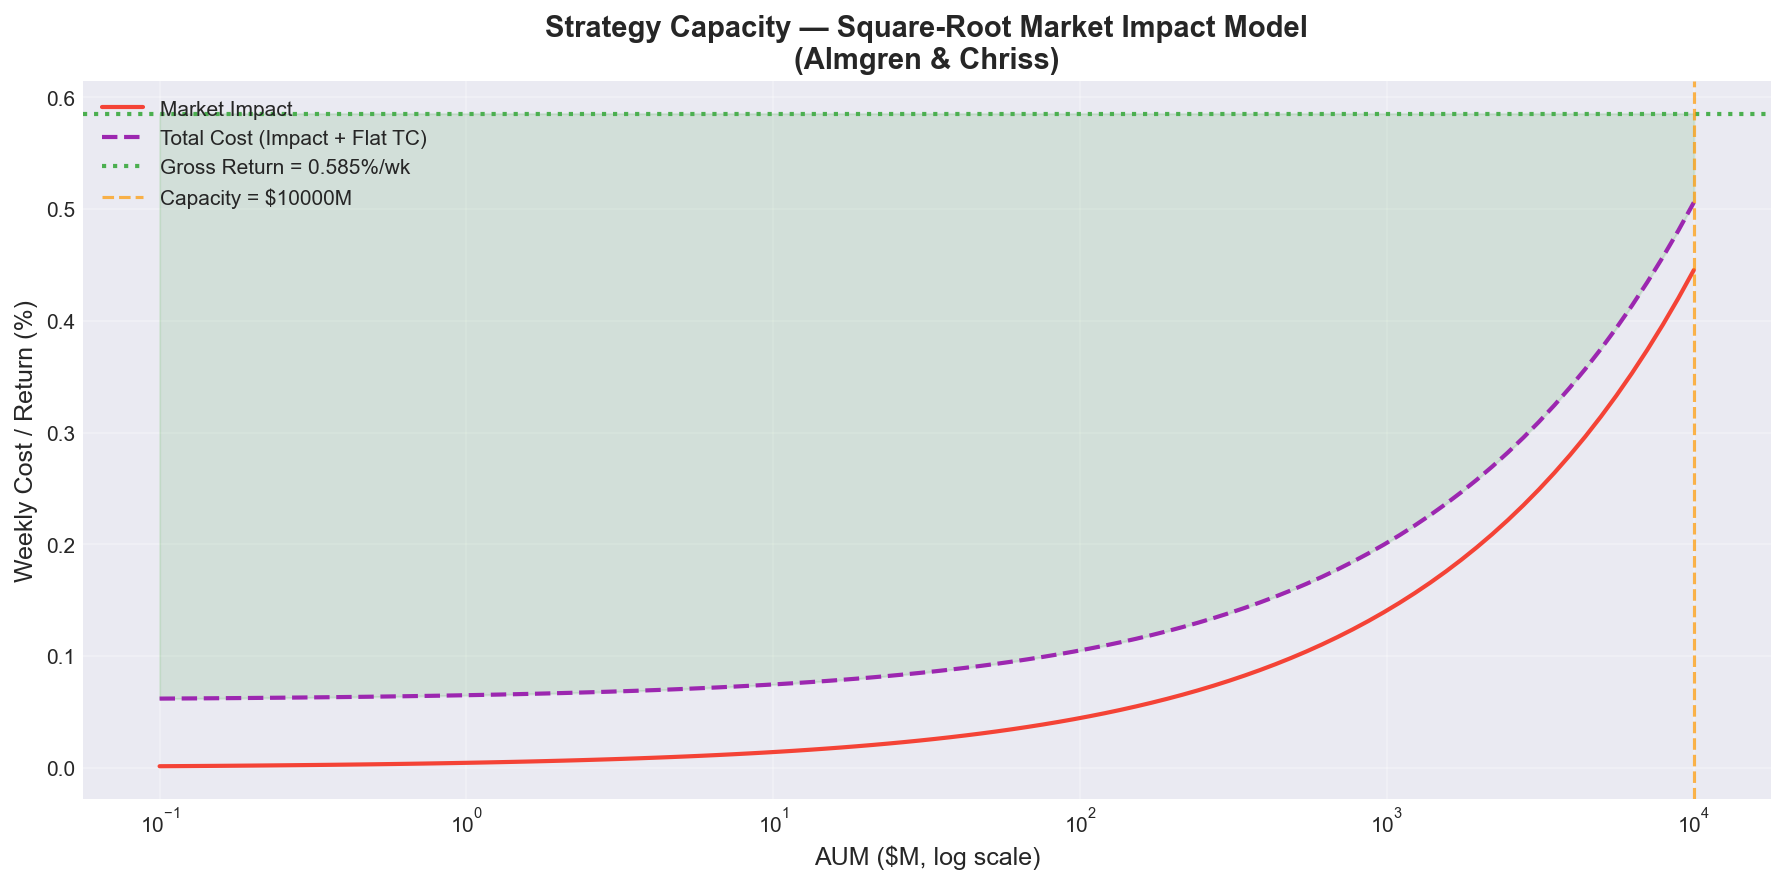 Strategy Capacity — Square-Root Market Impact Model
(Almgren & Chriss)
Market Impact
Total Cost (Impact + Flat TC)
Gross Return = 0.585%/wk
Capacity = $10000M
Weekly Cost / Return (%)
0.6
0.5
0.4
0.3
0.2
0.1
0.0
10⁻¹ 10⁰ 10¹ 10² 10³ 10⁴
AUM ($M, log scale)